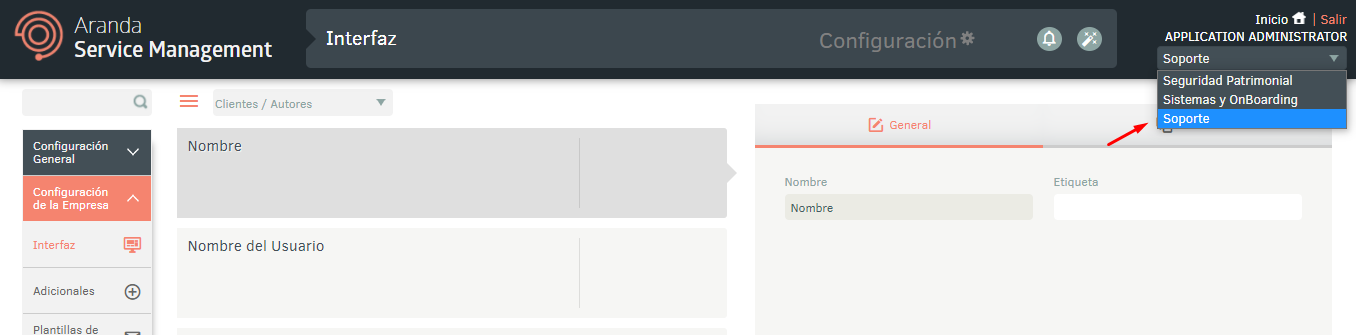 Aranda
Service Management
Interfaz
Configuración
Inicio | Salir
APPLICATION ADMINISTRATOR
Soporte
Seguridad Patrimonial
Sistemas y OnBoarding
Soporte
Clientes / Autores
Configuración
General
Configuración
de la Empresa
Interfaz
Adicionales
Plantillas de
Nombre
Nombre del Usuario
General
Nombre
Etiqueta
Nombre